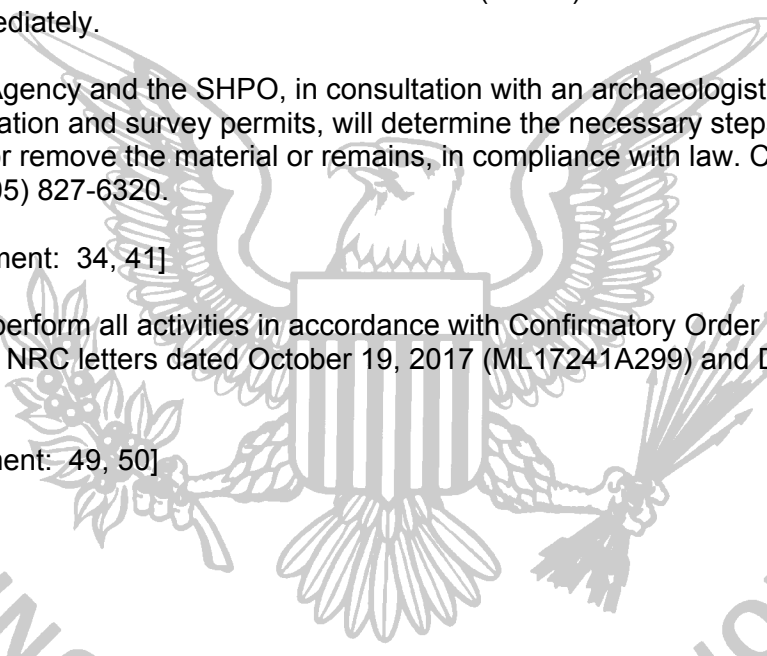 ediately.
gency and the SHPO, in consultation with an archaeologist
ation and survey permits, will determine the necessary step
or remove the material or remains, in compliance with law. C
05) 827-6320.
ment: 34, 41]
perform all activities in accordance with Confirmatory Order
NRC letters dated October 19, 2017 (ML17241A299) and D
ment: 49, 50]